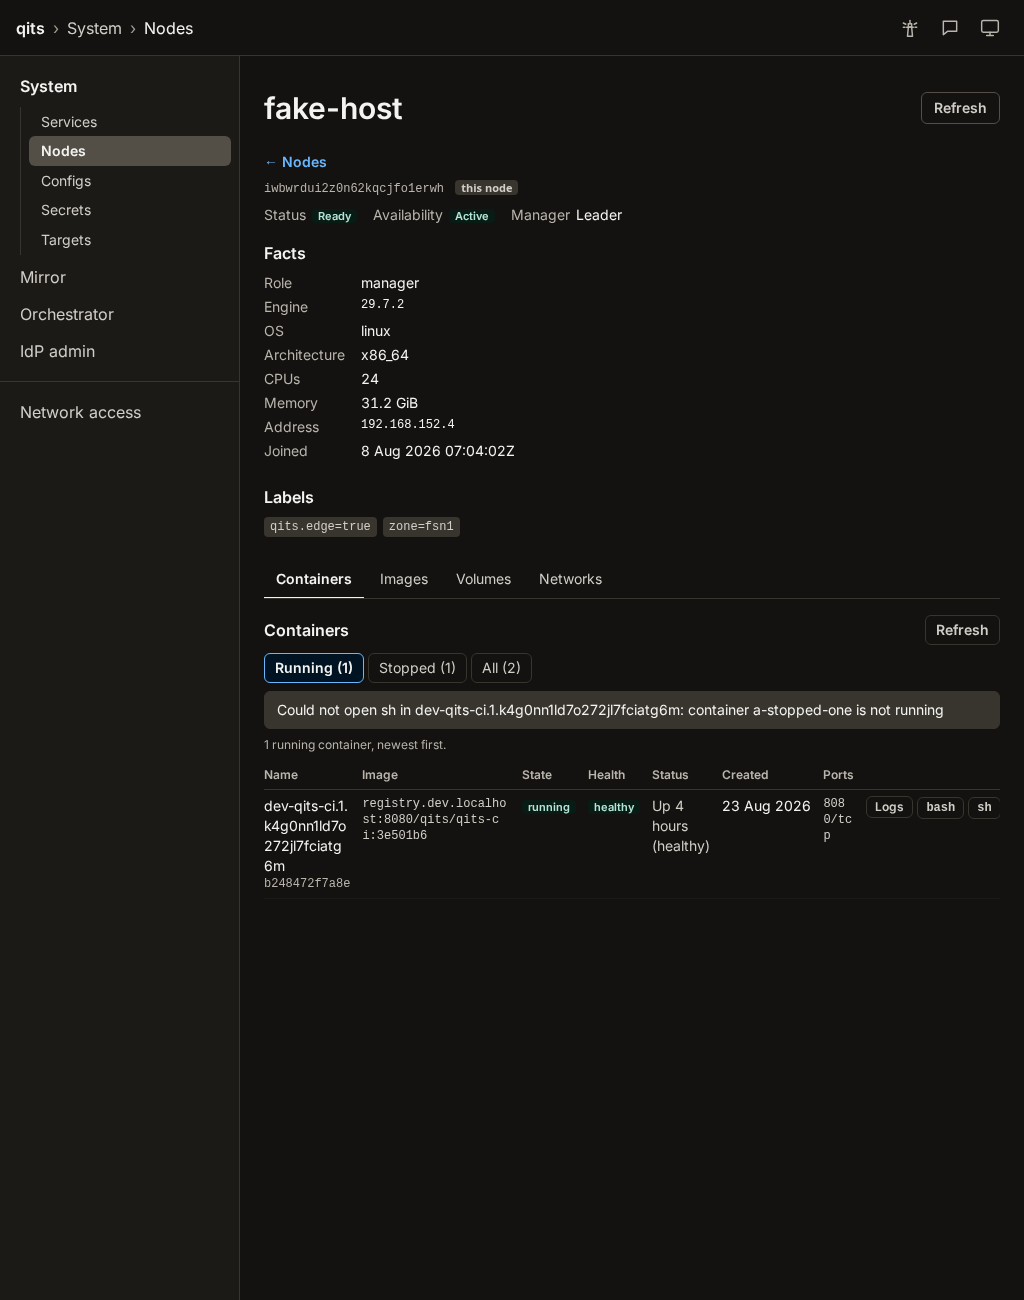 qits › System › Nodes
System
Services
Nodes
Configs
Secrets
Targets
Mirror
Orchestrator
IdP admin
Network access
fake-host
Refresh
← Nodes
iwbwrdui2z0n62kqcjfo1erwh this node
Status Ready Availability Active Manager Leader
Facts
Role manager
Engine 29.7.2
OS linux
Architecture x86_64
CPUs 24
Memory 31.2 GiB
Address 192.168.152.4
Joined 8 Aug 2026 07:04:02Z
Labels
qits.edge=true zone=fsn1
Containers Images Volumes Networks
Containers
Refresh
Running (1) Stopped (1) All (2)
Could not open sh in dev-qits-ci.1.k4g0nn1ld7o272jl7fciatg6m: container a-stopped-one is not running
1 running container, newest first.
Name Image State Health Status Created Ports
dev-qits-ci.1.
k4g0nn1ld7o
272jl7fciatg
6m
b248472f7a8e
registry.dev.localho
st:8080/qits/qits-c
i:3e501b6
running
healthy
Up 4
hours
(healthy)
23 Aug 2026
808
0/tc
p
Logs bash sh